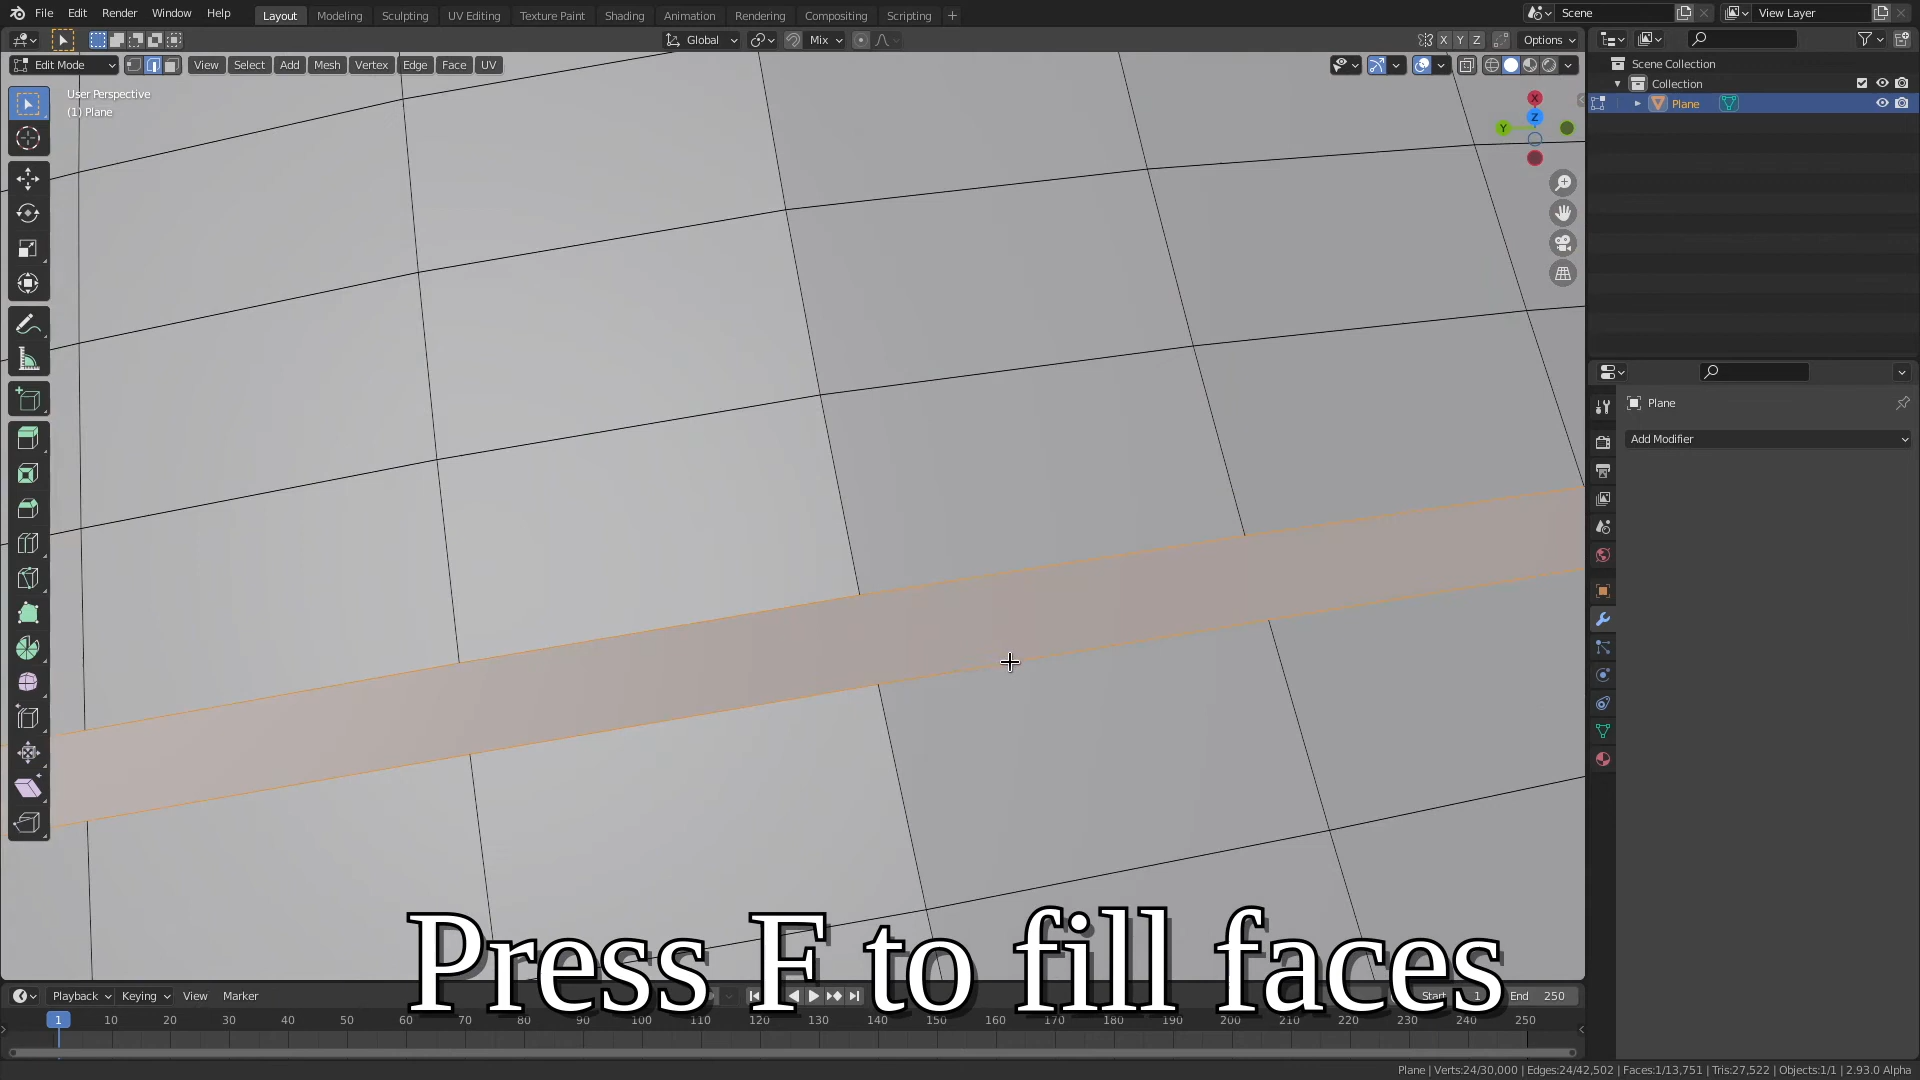 File Edit Render Window Help
Layout Modeling Sculpting UV Editing Texture Paint Shading Animation Rendering Compositing Scripting +
Scene View Layer
Global Mix X Y Z Options
Edit Mode View Select Add Mesh Vertex Edge Face UV
Scene Collection
Collection
Plane
User Perspective
(1) Plane
X
Z
Y
Plane
Add Modifier
Press F to fill faces
Playback Keying View Marker Start 1 End 250
1 10 20 30 40 50 60 70 80 90 100 110 120 130 140 150 160 170 180 190 200 210 220 230 240 250
Plane | Verts:24/30,000 | Edges:24/42,502 | Faces:1/13,751 | Tris:27,522 | Objects:1/1 | 2.93.0 Alpha